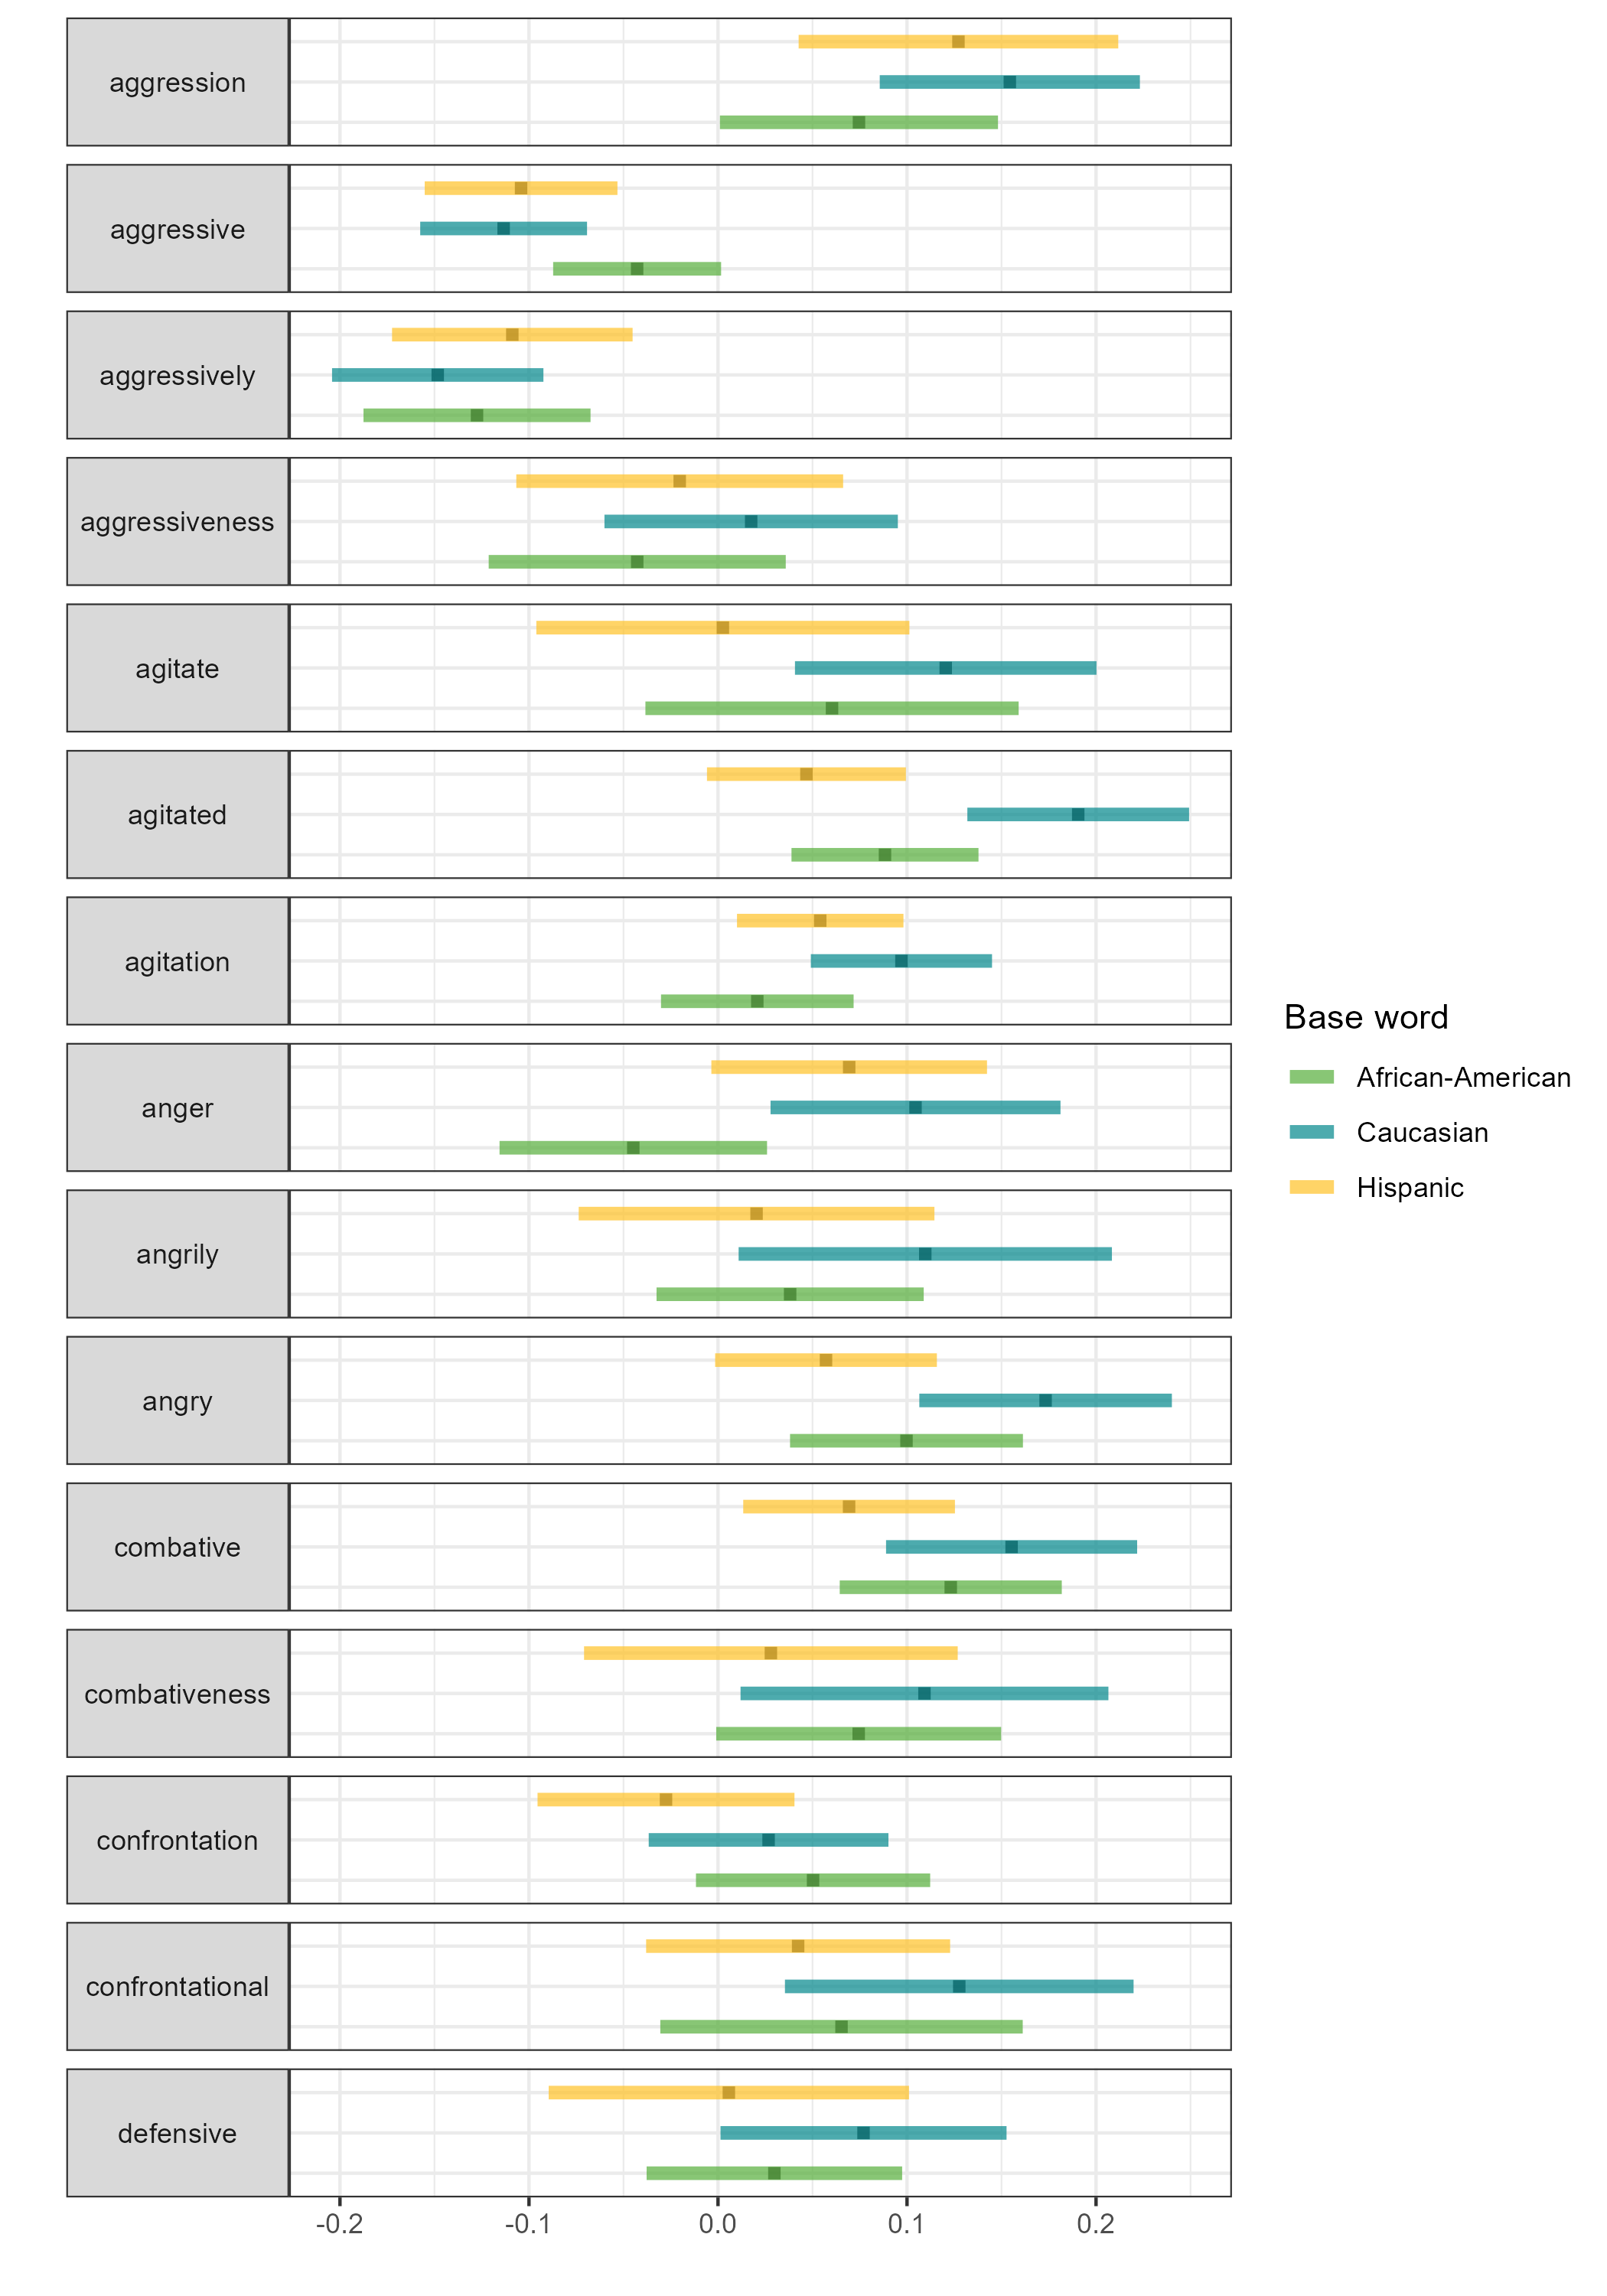 aggression
aggressive
aggressively
aggressiveness
agitate
agitated
agitation
anger
angrily
angry
combative
combativeness
confrontation
confrontational
defensive
-0.2 -0.1 0.0 0.1 0.2
Base word
African-American
Caucasian
Hispanic